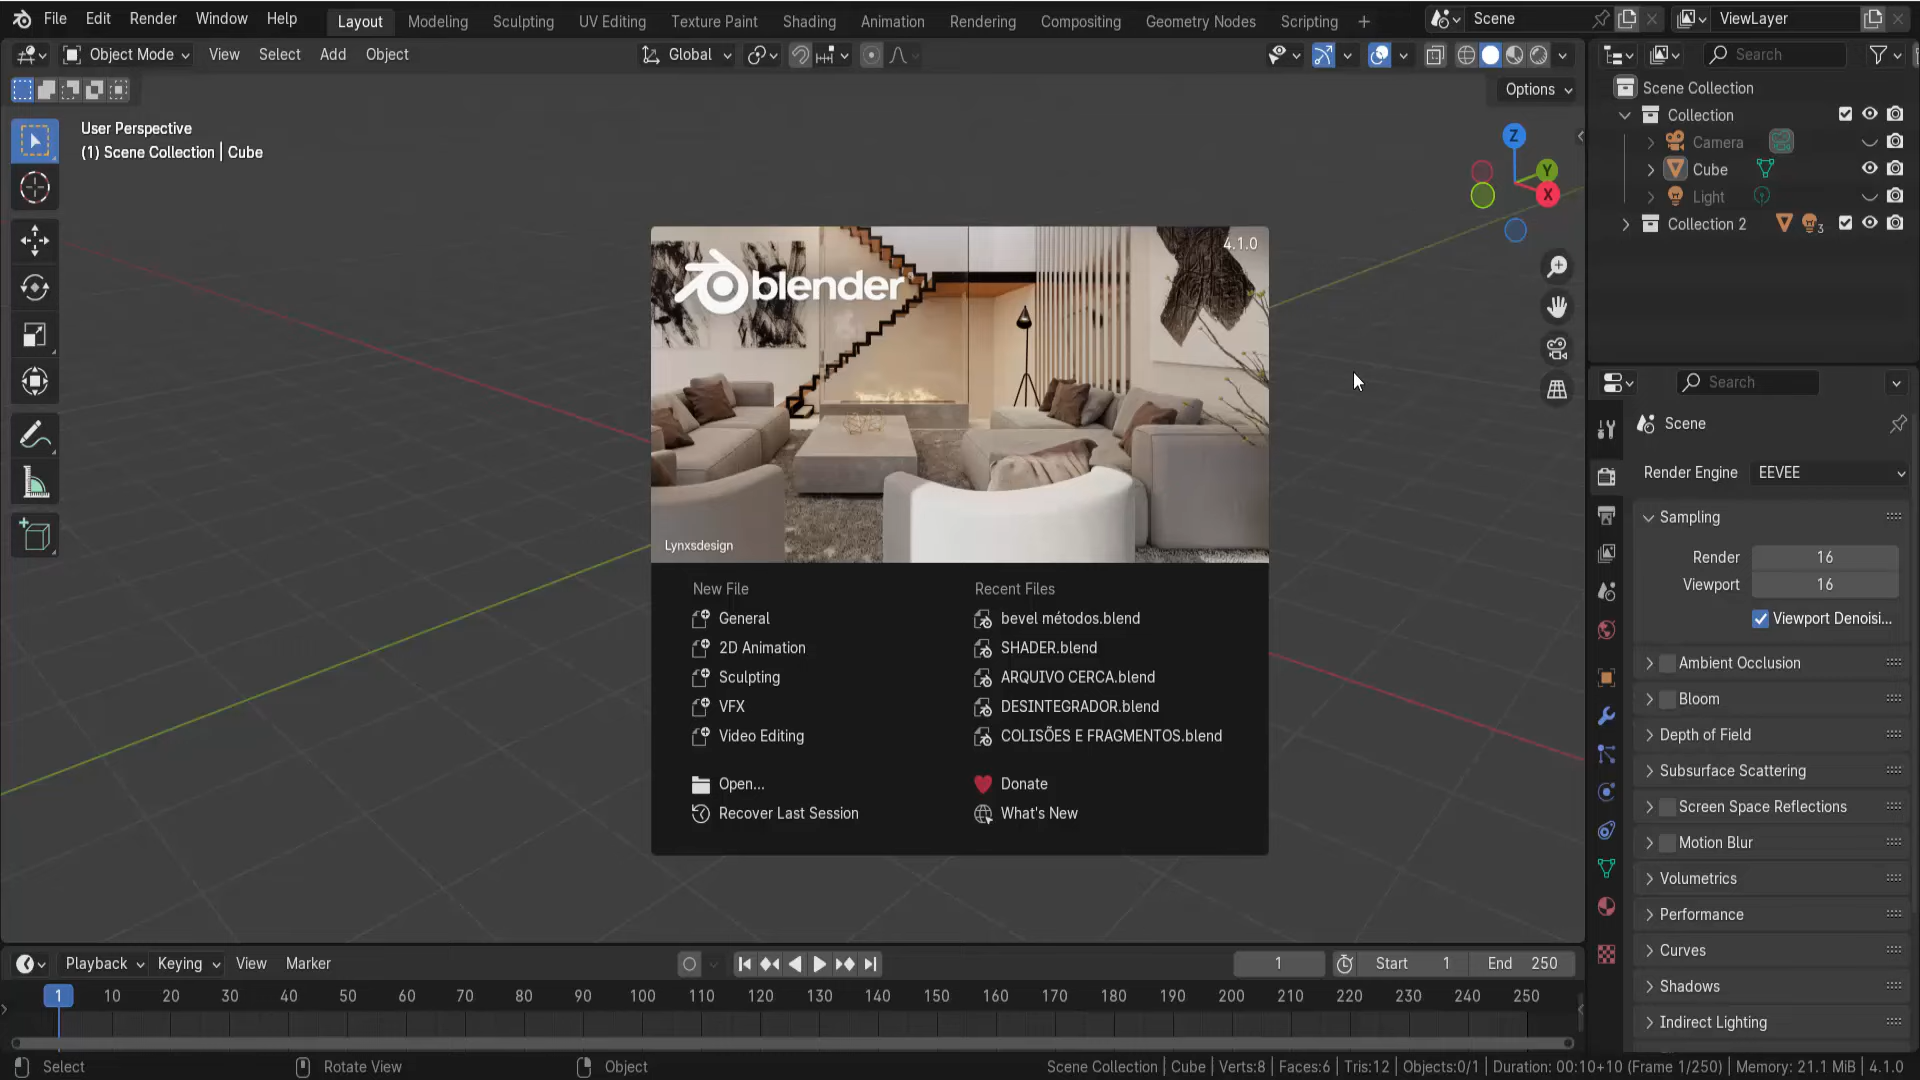 File Edit Render Window Help Layout Modeling Sculpting UV Editing Texture Paint Shading Animation Rendering Compositing Geometry Nodes Scripting + Scene ViewLayer
Object Mode View Select Add Object Global Search
Options
User Perspective
(1) Scene Collection | Cube
Z
Y
X
Scene Collection
Collection
Camera
Cube
Light
Collection 2 3
4.1.0
blender
Lynxsdesign
New File
General
2D Animation
Sculpting
VFX
Video Editing
Open...
Recover Last Session
Recent Files
bevel métodos.blend
SHADER.blend
ARQUIVO CERCA.blend
DESINTEGRADOR.blend
COLISÕES E FRAGMENTOS.blend
Donate
What's New
Search
Scene
Render Engine EEVEE
Sampling
Render 16
Viewport 16
Viewport Denoisi...
Ambient Occlusion
Bloom
Depth of Field
Subsurface Scattering
Screen Space Reflections
Motion Blur
Volumetrics
Performance
Curves
Shadows
Indirect Lighting
Playback Keying View Marker 1 Start 1 End 250
1 10 20 30 40 50 60 70 80 90 100 110 120 130 140 150 160 170 180 190 200 210 220 230 240 250
Select Rotate View Object Scene Collection | Cube | Verts:8 | Faces:6 | Tris:12 | Objects:0/1 | Duration: 00:10+10 (Frame 1/250) | Memory: 21.1 MiB | 4.1.0